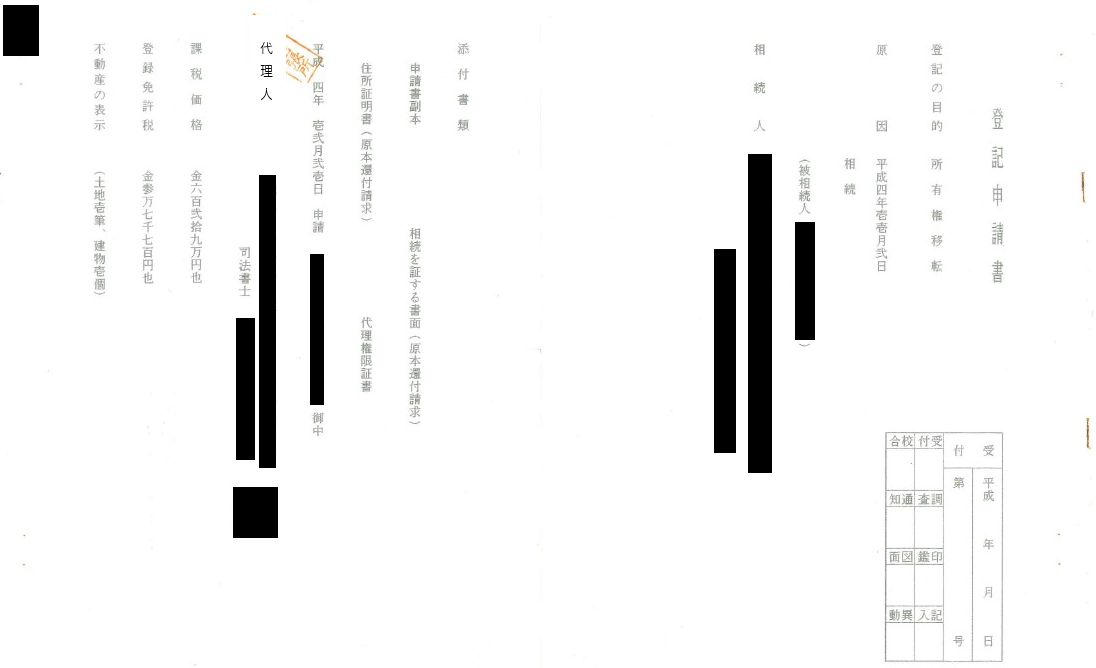 登記申請書
登記の目的　所有権移転
原因　平成四年壱壱月弐日
相続
（被相続人
）
相続人
受付
平成　年　月　日
第　号
受付
校合
調査
通知
印鑑
図面
記入
異動
添付書類
申請書副本　相続を証する書面（原本還付請求）
住所証明書（原本還付請求）　代理権限証書
平成四年壱弐月弐壱日　申請
御中
代理人
司法書士
課税価格　金六百弐拾九万円也
登録免許税　金参万七千七百円也
不動産の表示　（土地壱筆、建物壱個）